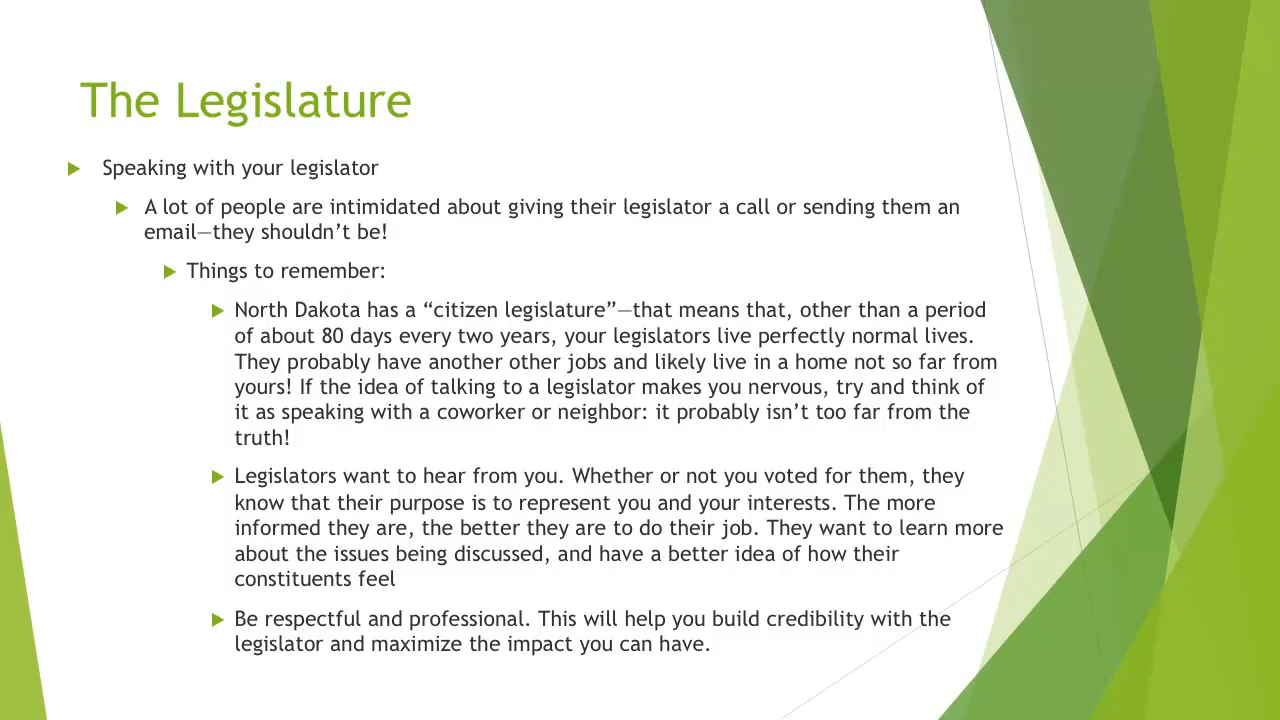 The Legislature
Speaking with your legislator
A lot of people are intimidated about giving their legislator a call or sending them an
email—they shouldn’t be!
Things to remember:
North Dakota has a “citizen legislature”—that means that, other than a period
of about 80 days every two years, your legislators live perfectly normal lives.
They probably have another other jobs and likely live in a home not so far from
yours! If the idea of talking to a legislator makes you nervous, try and think of
it as speaking with a coworker or neighbor: it probably isn’t too far from the
truth!
Legislators want to hear from you. Whether or not you voted for them, they
know that their purpose is to represent you and your interests. The more
informed they are, the better they are to do their job. They want to learn more
about the issues being discussed, and have a better idea of how their
constituents feel
Be respectful and professional. This will help you build credibility with the
legislator and maximize the impact you can have.